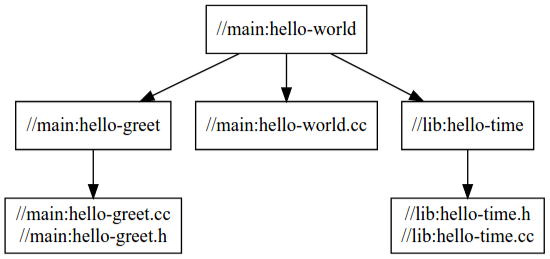 //main:hello-world
//main:hello-greet
//main:hello-world.cc
//lib:hello-time
//main:hello-greet.cc
//main:hello-greet.h
//lib:hello-time.h
//lib:hello-time.cc